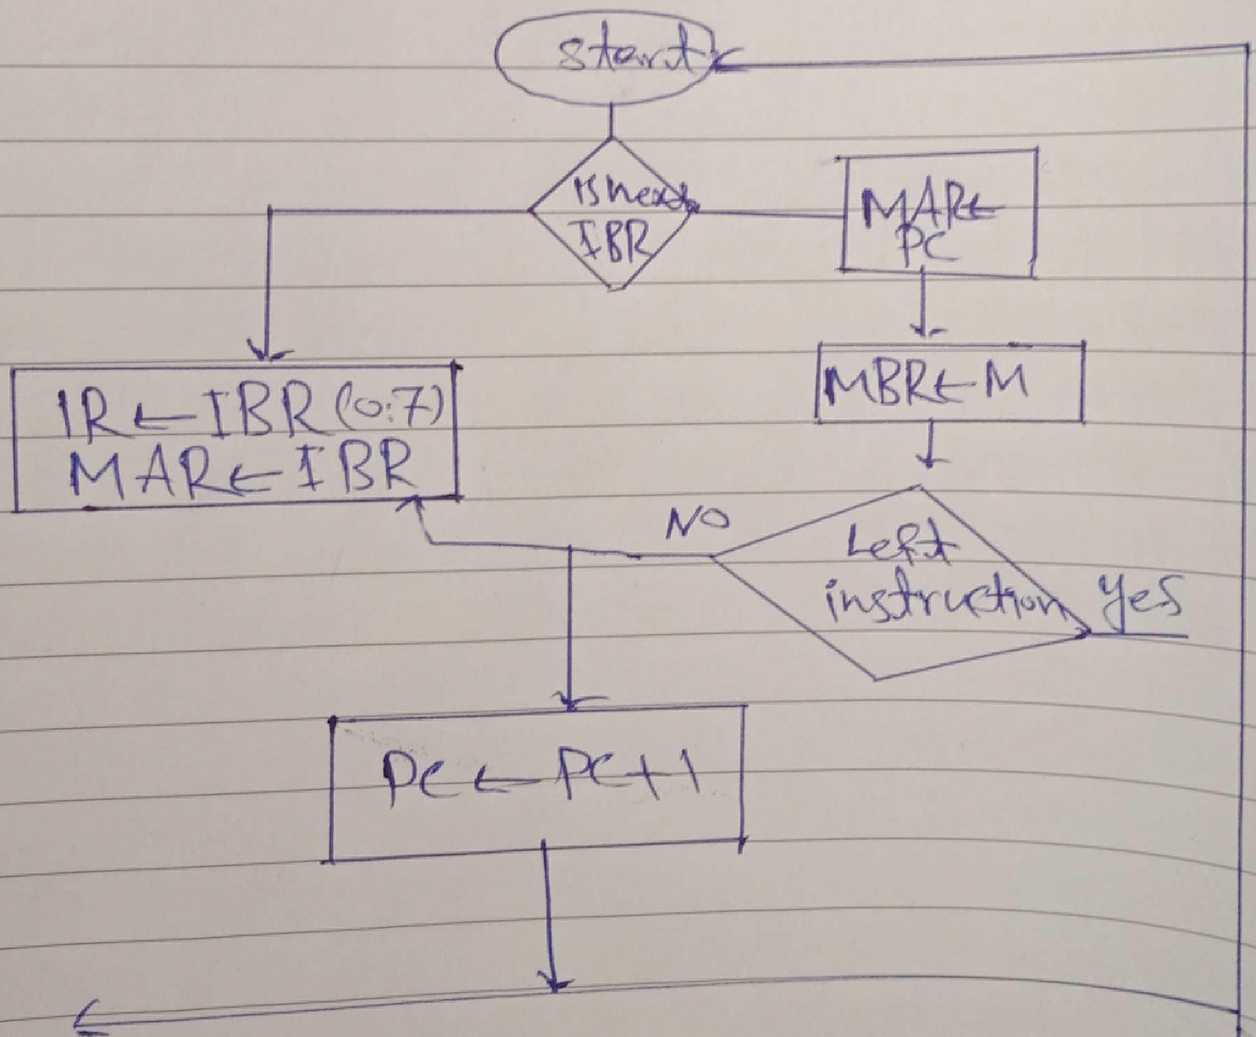 start
is next
IBR
MAR←
PC
MBR←M
IR←IBR(0:7)
MAR←IBR
NO
Left
instruction
yes
PC←PC+1